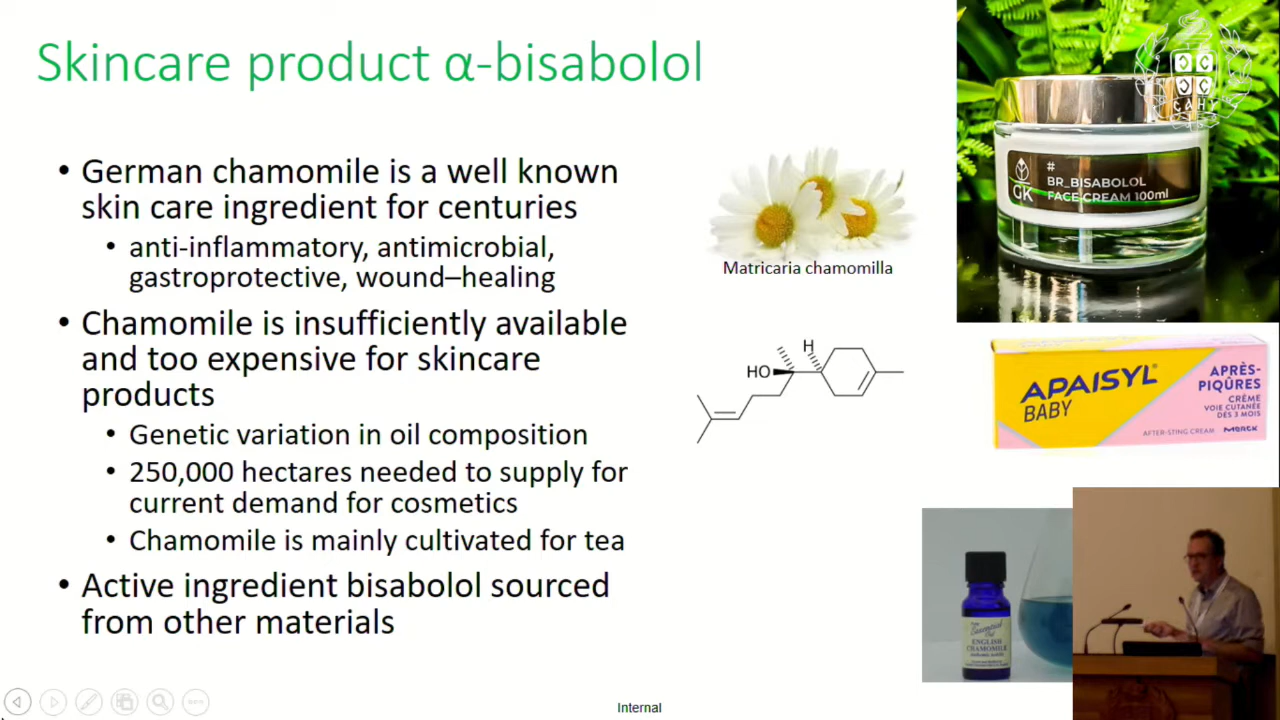 Skincare product α-bisabolol
• German chamomile is a well known
skin care ingredient for centuries
• anti-inflammatory, antimicrobial,
gastroprotective, wound–healing
• Chamomile is insufficiently available
and too expensive for skincare
products
• Genetic variation in oil composition
• 250,000 hectares needed to supply for
current demand for cosmetics
• Chamomile is mainly cultivated for tea
• Active ingredient bisabolol sourced
from other materials
Matricaria chamomilla
HO
H
CAHY
GK
#
BR_BISABOLOL
FACE CREAM 100ml
APAISYL
BABY
APRÈS-
PIQÛRES
CRÈME
VOIE CUTANÉE
DÈS 3 MOIS
AFTER-STING CREAM
MERCK
Essential
Oil
ENGLISH
CHAMOMILE
Internal